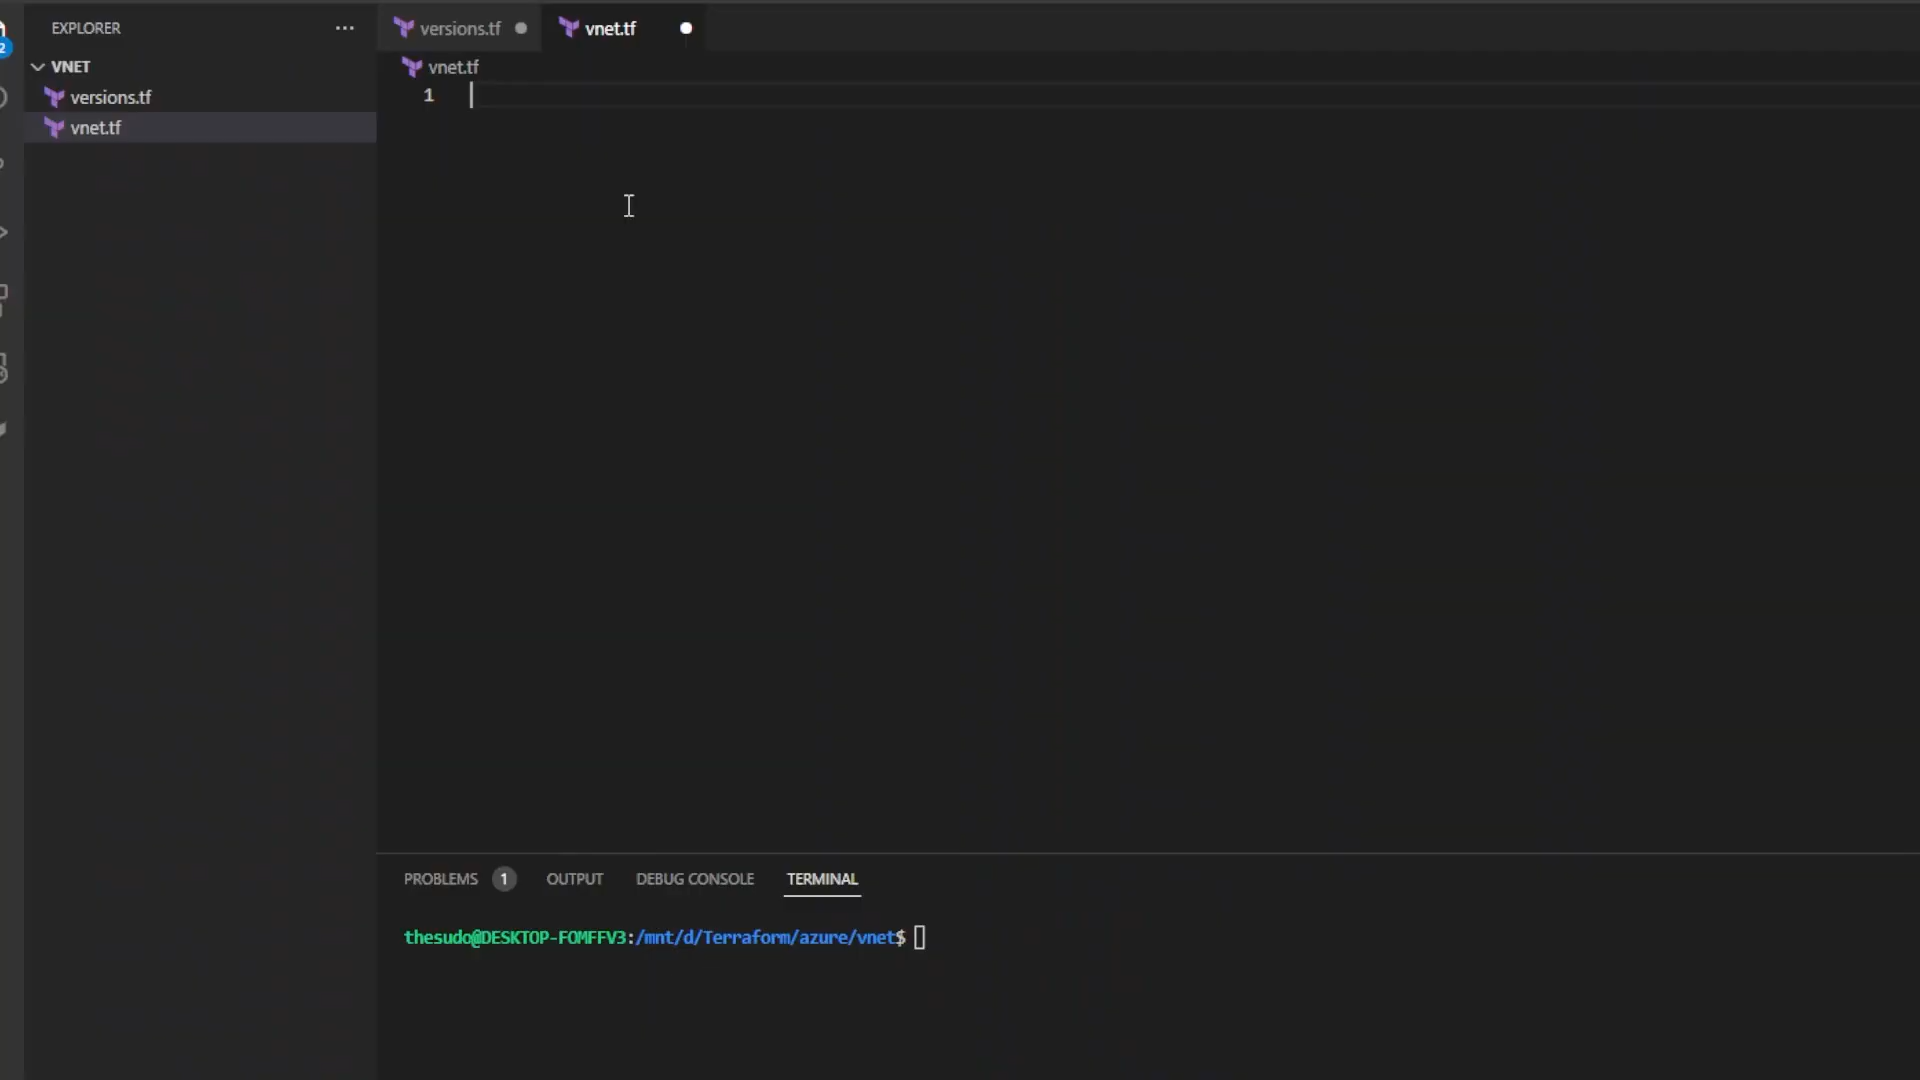 EXPLORER
VNET
versions.tf
vnet.tf
versions.tf
vnet.tf
vnet.tf
1
2
PROBLEMS 1 OUTPUT DEBUG CONSOLE TERMINAL
thesudo@DESKTOP-FOMFFV3:/mnt/d/Terraform/azure/vnet$